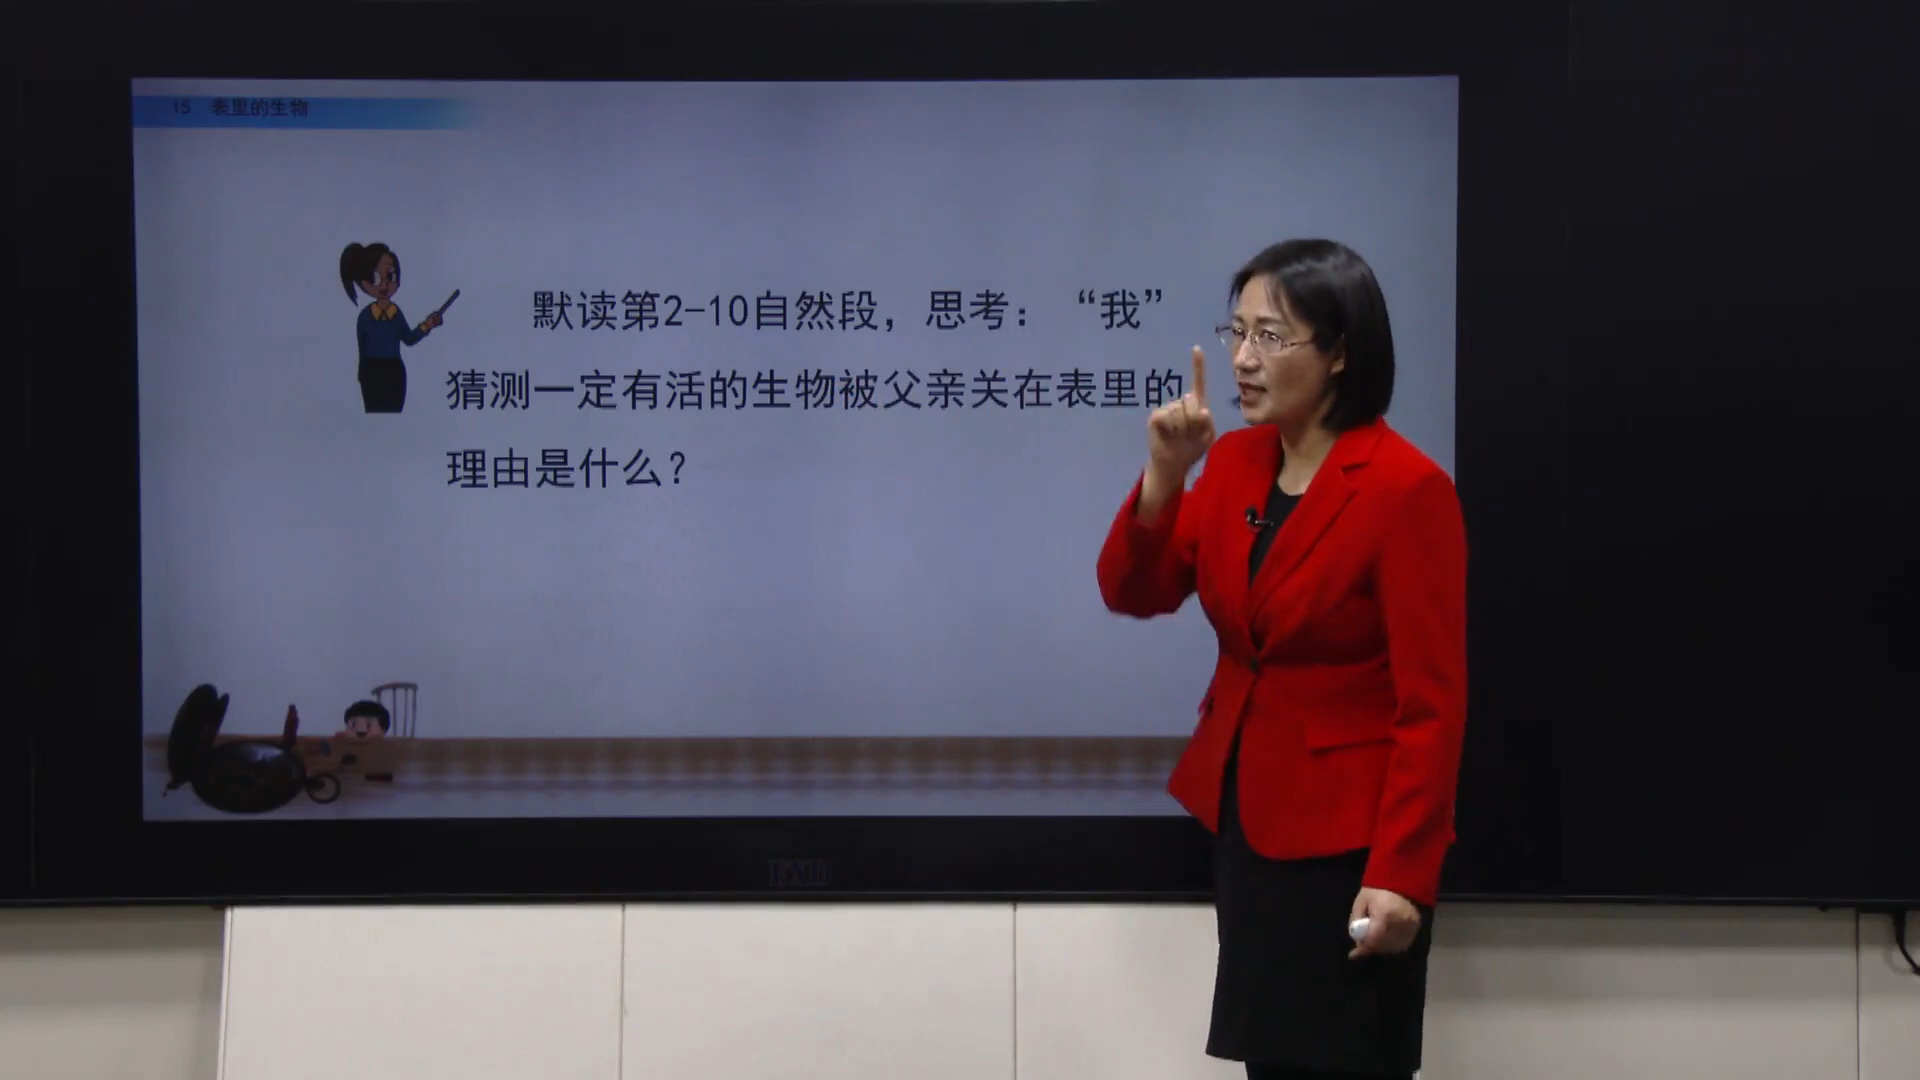 15 表里的生物
默读第2-10自然段，思考：“我”
猜测一定有活的生物被父亲关在表里的
理由是什么？